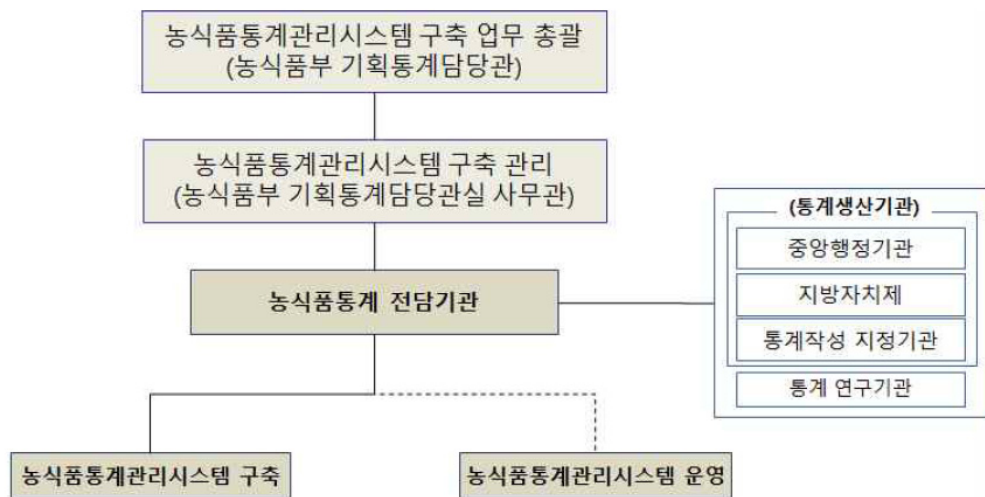 농식품통계관리시스템 구축 업무 총괄
(농식품부 기획통계담당관)
농식품통계관리시스템 구축 관리
(농식품부 기획통계담당관실 사무관)
(통계생산기관)
중앙행정기관
농식품통계 전담기관
지방자치제
통계작성 지정기관
통계 연구기관
농식품통계관리시스템 구축
농식품통계관리시스템 운영